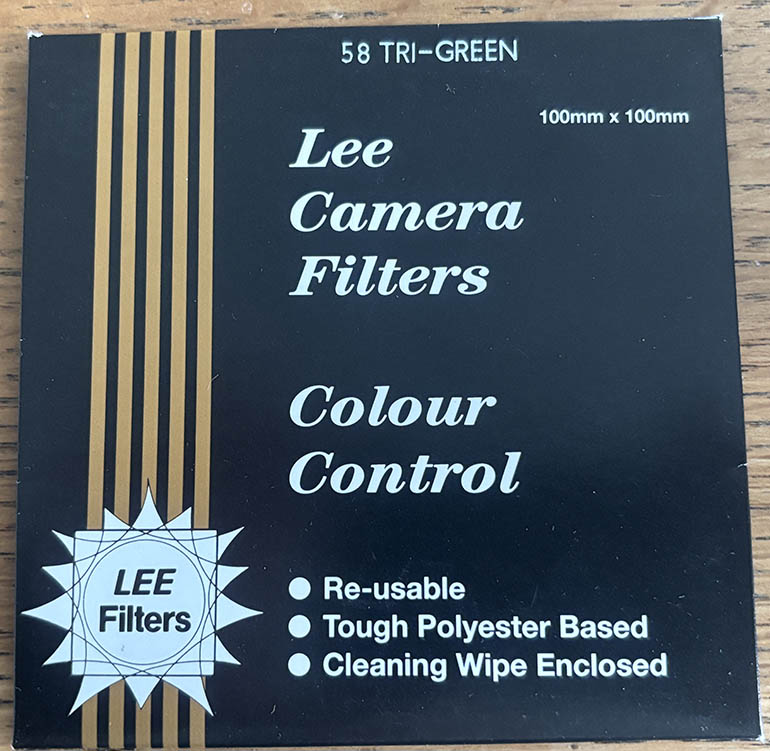 58 TRI-GREEN
100mm x 100mm
Lee
Camera
Filters
Colour
Control
LEE
Filters
● Re-usable
● Tough Polyester Based
● Cleaning Wipe Enclosed